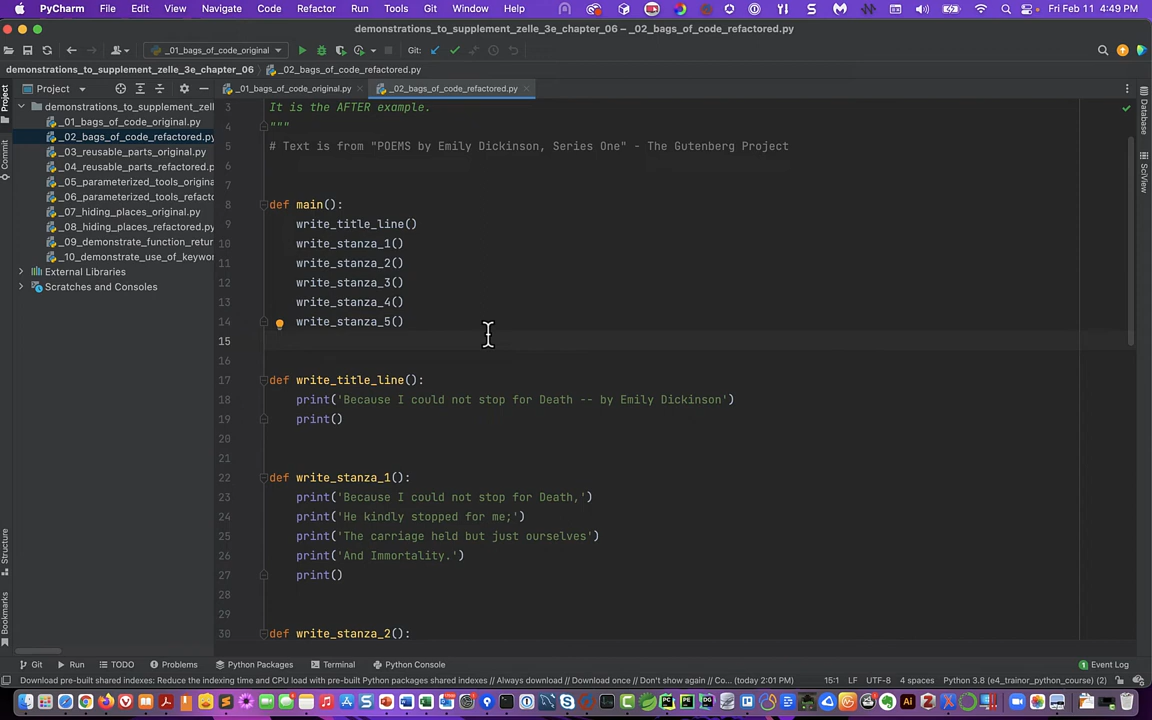 PyCharm File Edit View Navigate Code Refactor Run Tools Git Window Help Fri Feb 11 4:49 PM
demonstrations_to_supplement_zelle_3e_chapter_06 – _02_bags_of_code_refactored.py
_01_bags_of_code_original Git:
demonstrations_to_supplement_zelle_3e_chapter_06 _02_bags_of_code_refactored.py
Project _01_bags_of_code_original.py _02_bags_of_code_refactored.py
demonstrations_to_supplement_zell
_01_bags_of_code_original.py
_02_bags_of_code_refactored.py
_03_reusable_parts_original.py
_04_reusable_parts_refactored.
_05_parameterized_tools_origina
_06_parameterized_tools_refacto
_07_hiding_places_original.py
_08_hiding_places_refactored.py
_09_demonstrate_function_retur
_10_demonstrate_use_of_keywor
External Libraries
Scratches and Consoles
Project
Commit
Structure
Bookmarks
3 It is the AFTER example.
4 """
5 # Text is from "POEMS by Emily Dickinson, Series One" - The Gutenberg Project
6
7
8 def main():
9 write_title_line()
10 write_stanza_1()
11 write_stanza_2()
12 write_stanza_3()
13 write_stanza_4()
14 write_stanza_5()
15
16
17 def write_title_line():
18 print('Because I could not stop for Death -- by Emily Dickinson')
19 print()
20
21
22 def write_stanza_1():
23 print('Because I could not stop for Death,')
24 print('He kindly stopped for me;')
25 print('The carriage held but just ourselves')
26 print('And Immortality.')
27 print()
28
29
30 def write_stanza_2():
Database
SciView
Git Run TODO Problems Python Packages Terminal Python Console 1 Event Log
Download pre-built shared indexes: Reduce the indexing time and CPU load with pre-built Python packages shared indexes // Always download // Download once // Don't show again // Co... (today 2:01 PM) 15:1 LF UTF-8 4 spaces Python 3.8 (e4_trainor_python_course) (2)